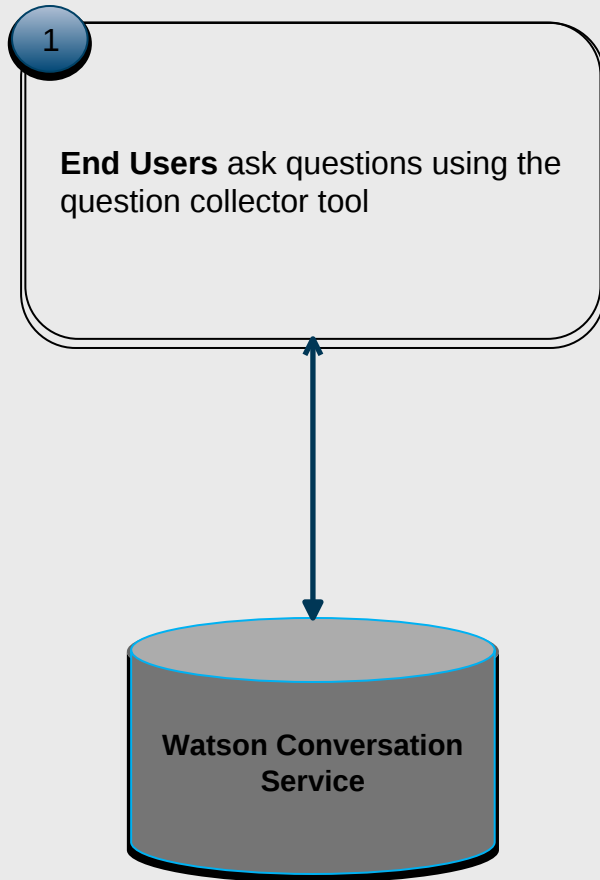 1
End Users ask questions using the
question collector tool
Watson Conversation
Service